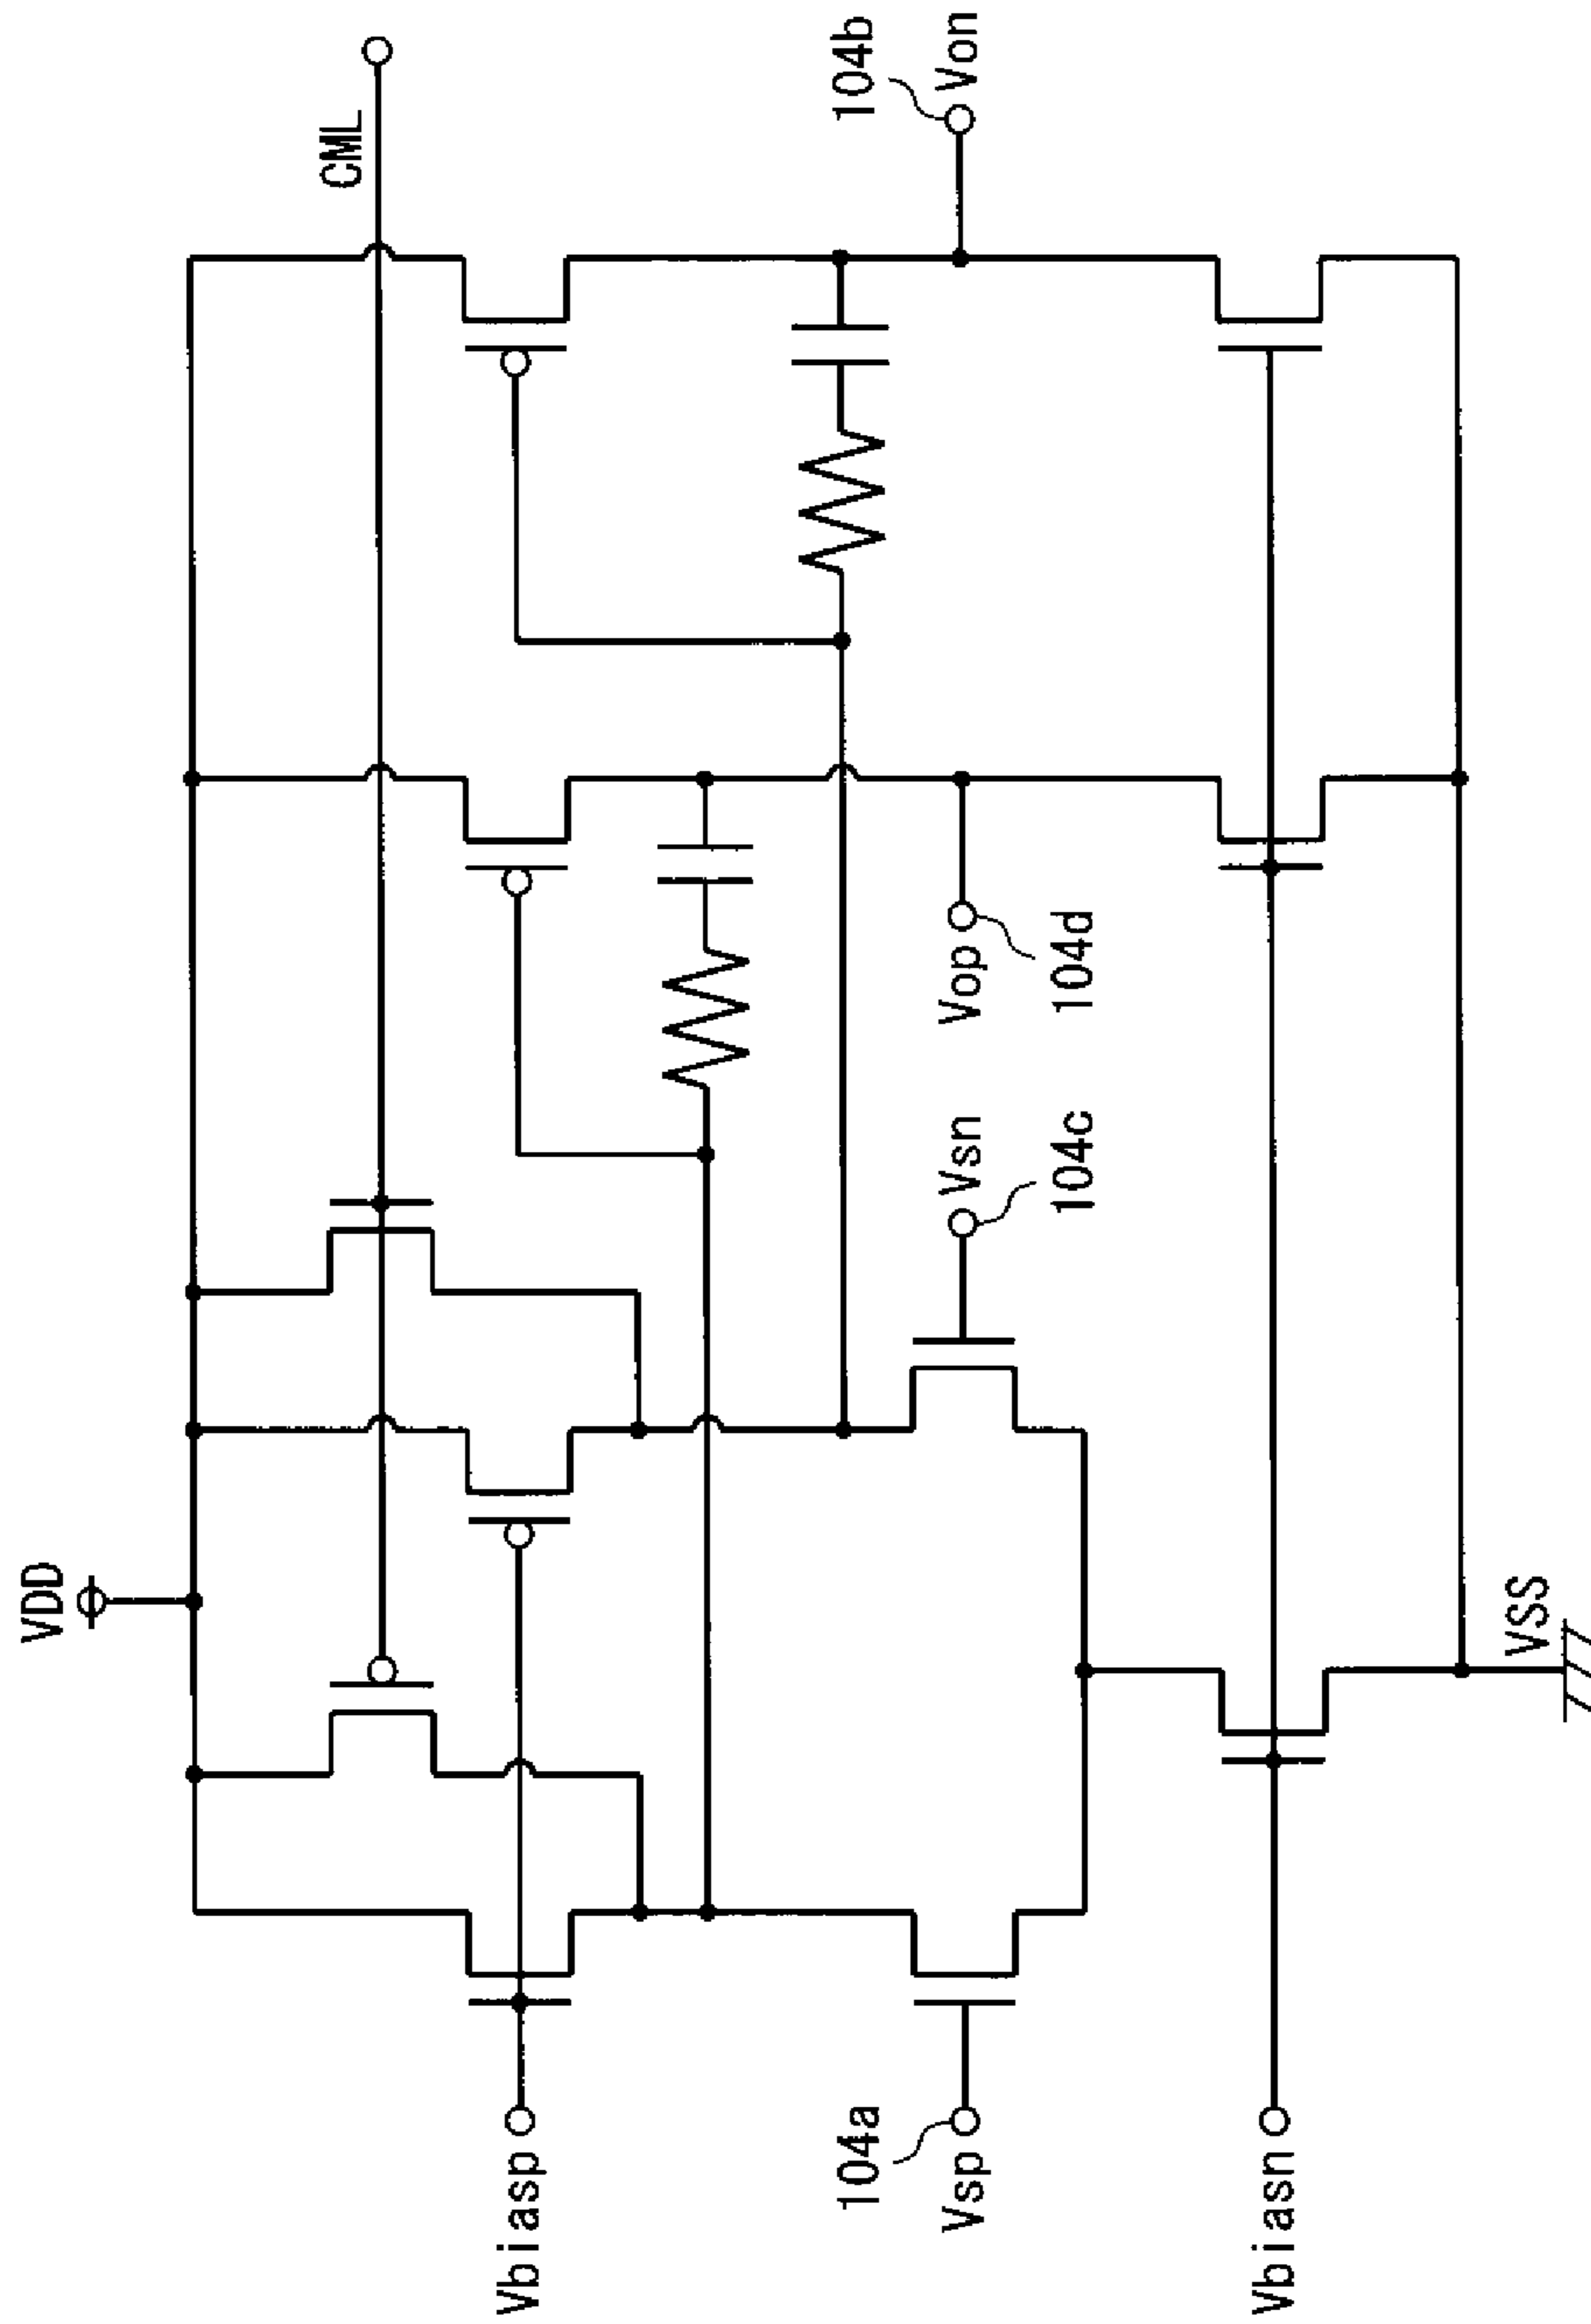 VDD
CML
Vbiasp
104a
Vsp
Vbiasn
Vsn
104c
Vop
104d
104b
Von
VSS